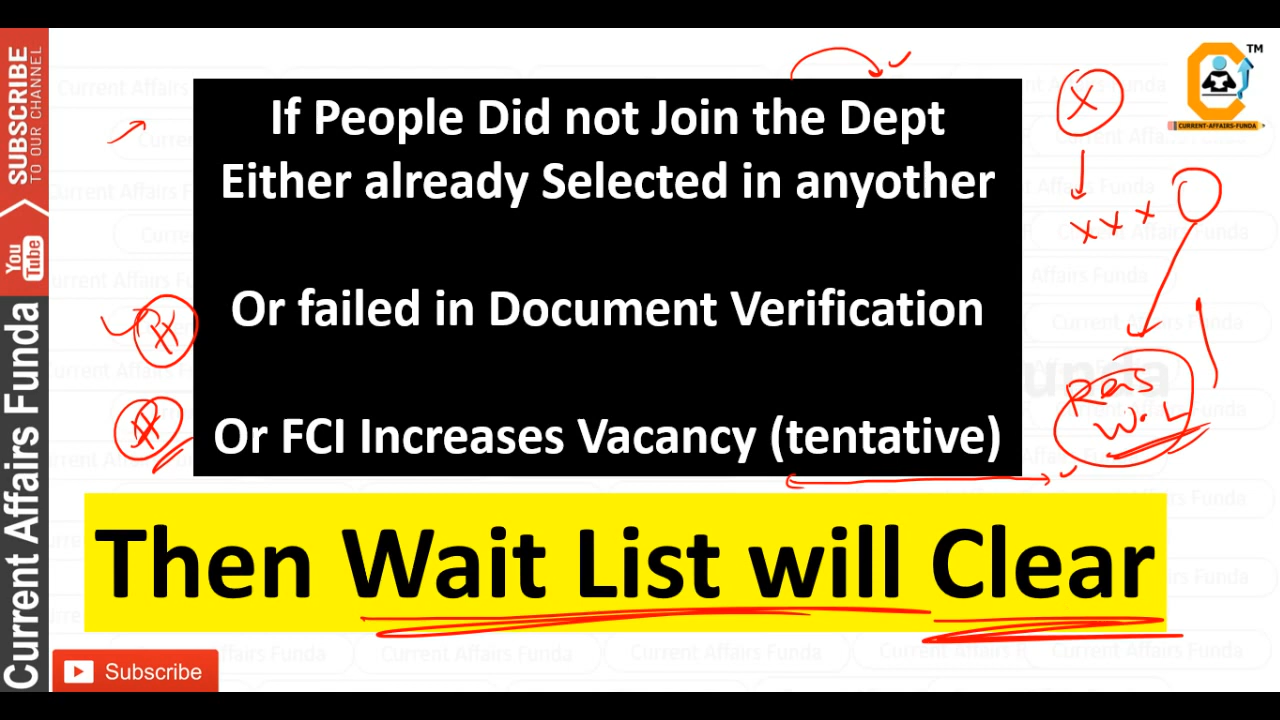 SUBSCRIBE
TO OUR CHANNEL
You Tube
Current Affairs Funda
TM
CURRENT-AFFAIRS-FUNDA
If People Did not Join the Dept
Either already Selected in anyother
Or failed in Document Verification
Or FCI Increases Vacancy (tentative)
X
X X X
Res
W.L
Then Wait List will Clear
Subscribe